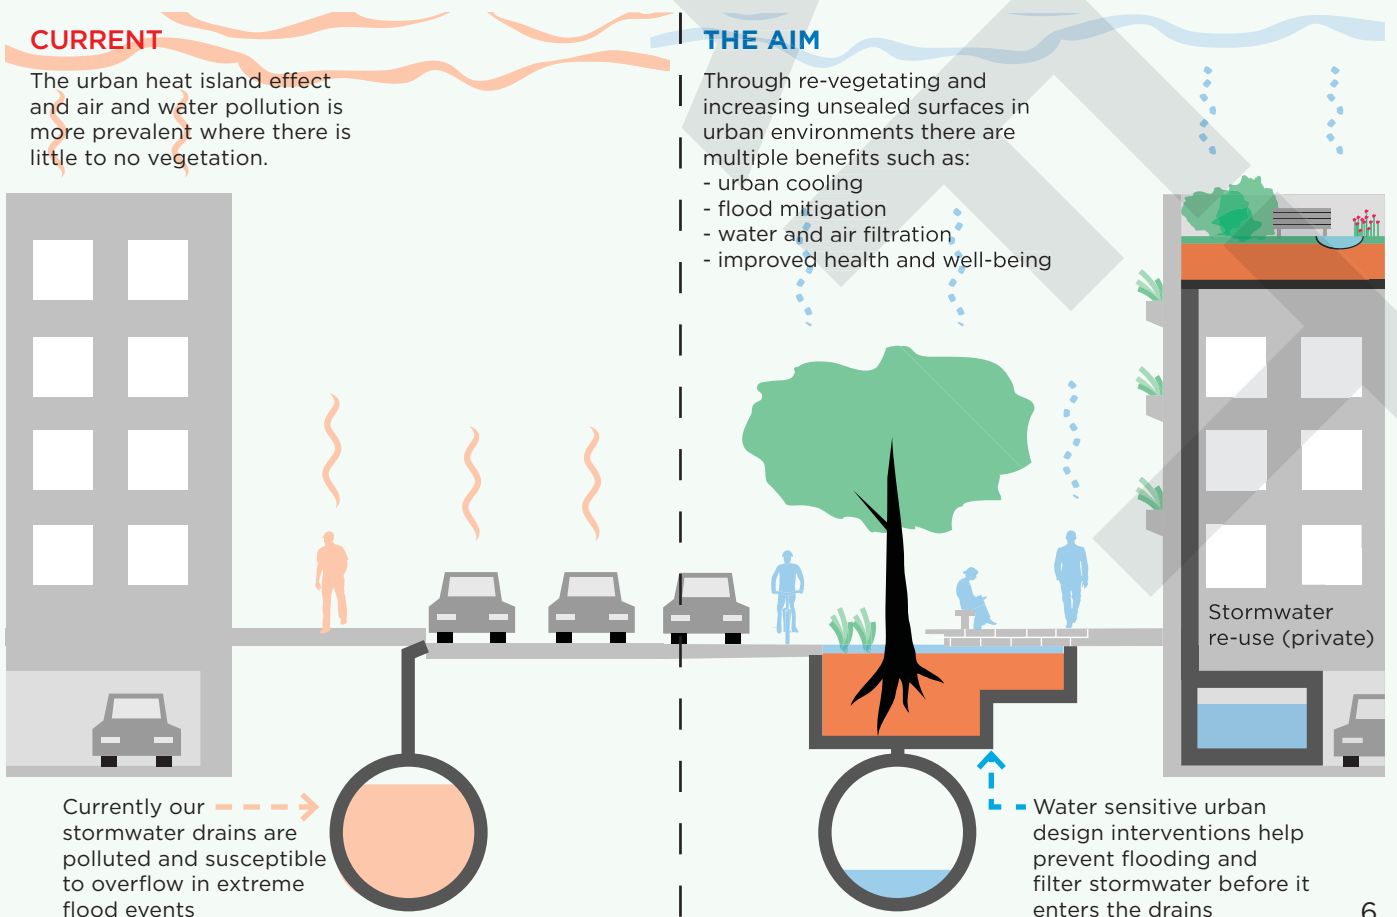 CURRENT
The urban heat island effect
and air and water pollution is
more prevalent where there is
little to no vegetation.
THE AIM
Through re-vegetating and
increasing unsealed surfaces in
urban environments there are
multiple benefits such as:
- urban cooling
- flood mitigation
- water and air filtration
- improved health and well-being
Stormwater
re-use (private)
Currently our
stormwater drains are
polluted and susceptible
to overflow in extreme
flood events
Water sensitive urban
design interventions help
prevent flooding and
filter stormwater before it
enters the drains
6